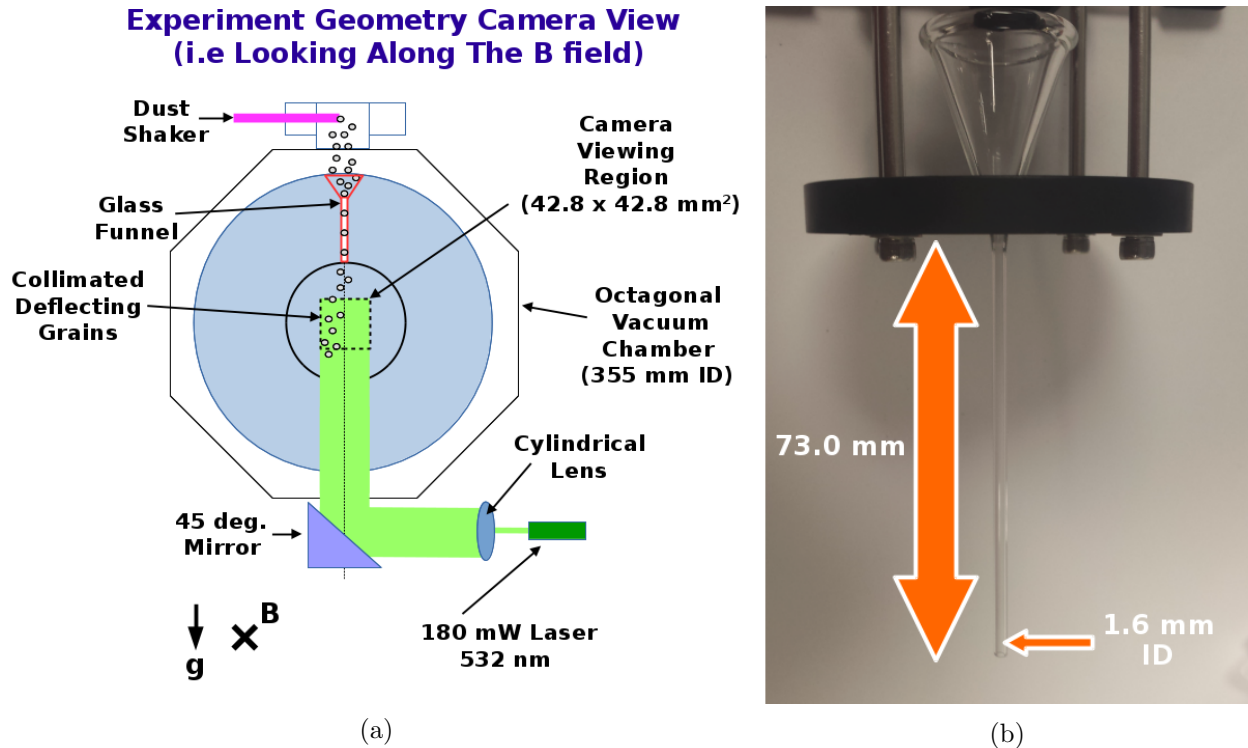 Experiment Geometry Camera View
(i.e Looking Along The B field)
Dust
Shaker
Camera
Viewing
Region
(42.8 x 42.8 mm²)
Glass
Funnel
Collimated
Deflecting
Grains
Octagonal
Vacuum
Chamber
(355 mm ID)
Cylindrical
Lens
45 deg.
Mirror
B
g
180 mW Laser
532 nm
(a)
73.0 mm
1.6 mm
ID
(b)